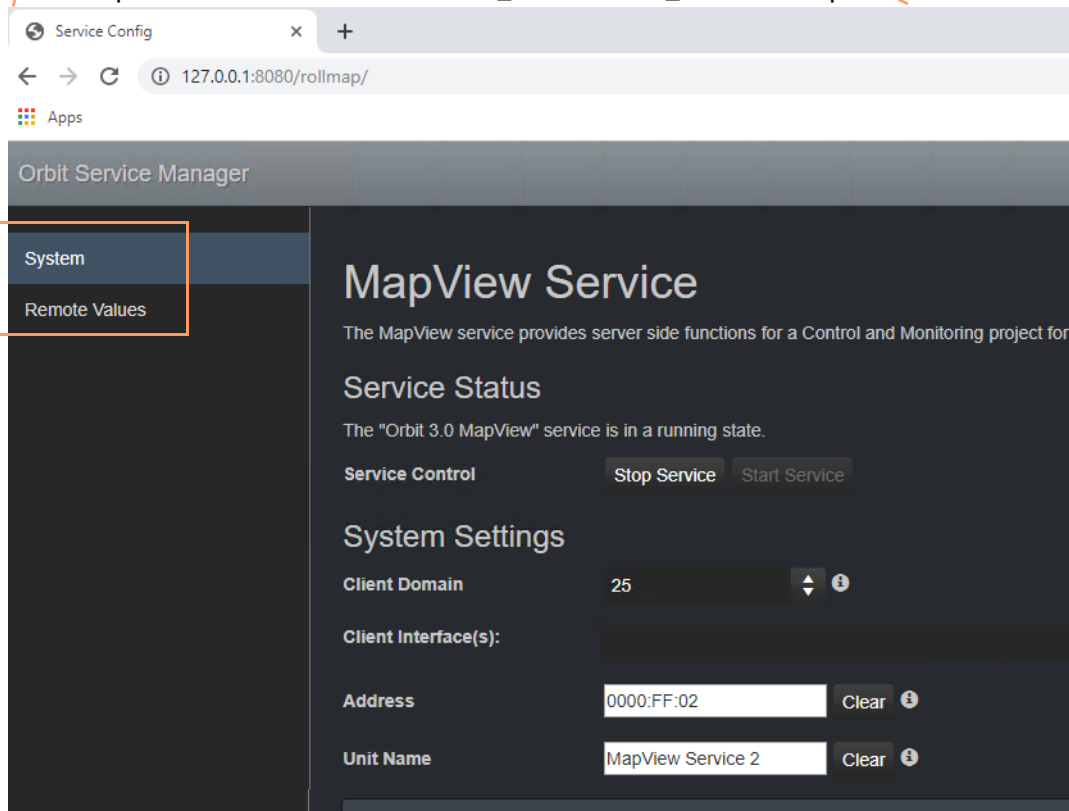 Service Config
127.0.0.1:8080/rollmap/
Apps
Orbit Service Manager
System
Remote Values
MapView Service
The MapView service provides server side functions for a Control and Monitoring project for
Service Status
The "Orbit 3.0 MapView" service is in a running state.
Service Control Stop Service Start Service
System Settings
Client Domain 25
Client Interface(s):
Address 0000:FF:02 Clear
Unit Name MapView Service 2 Clear